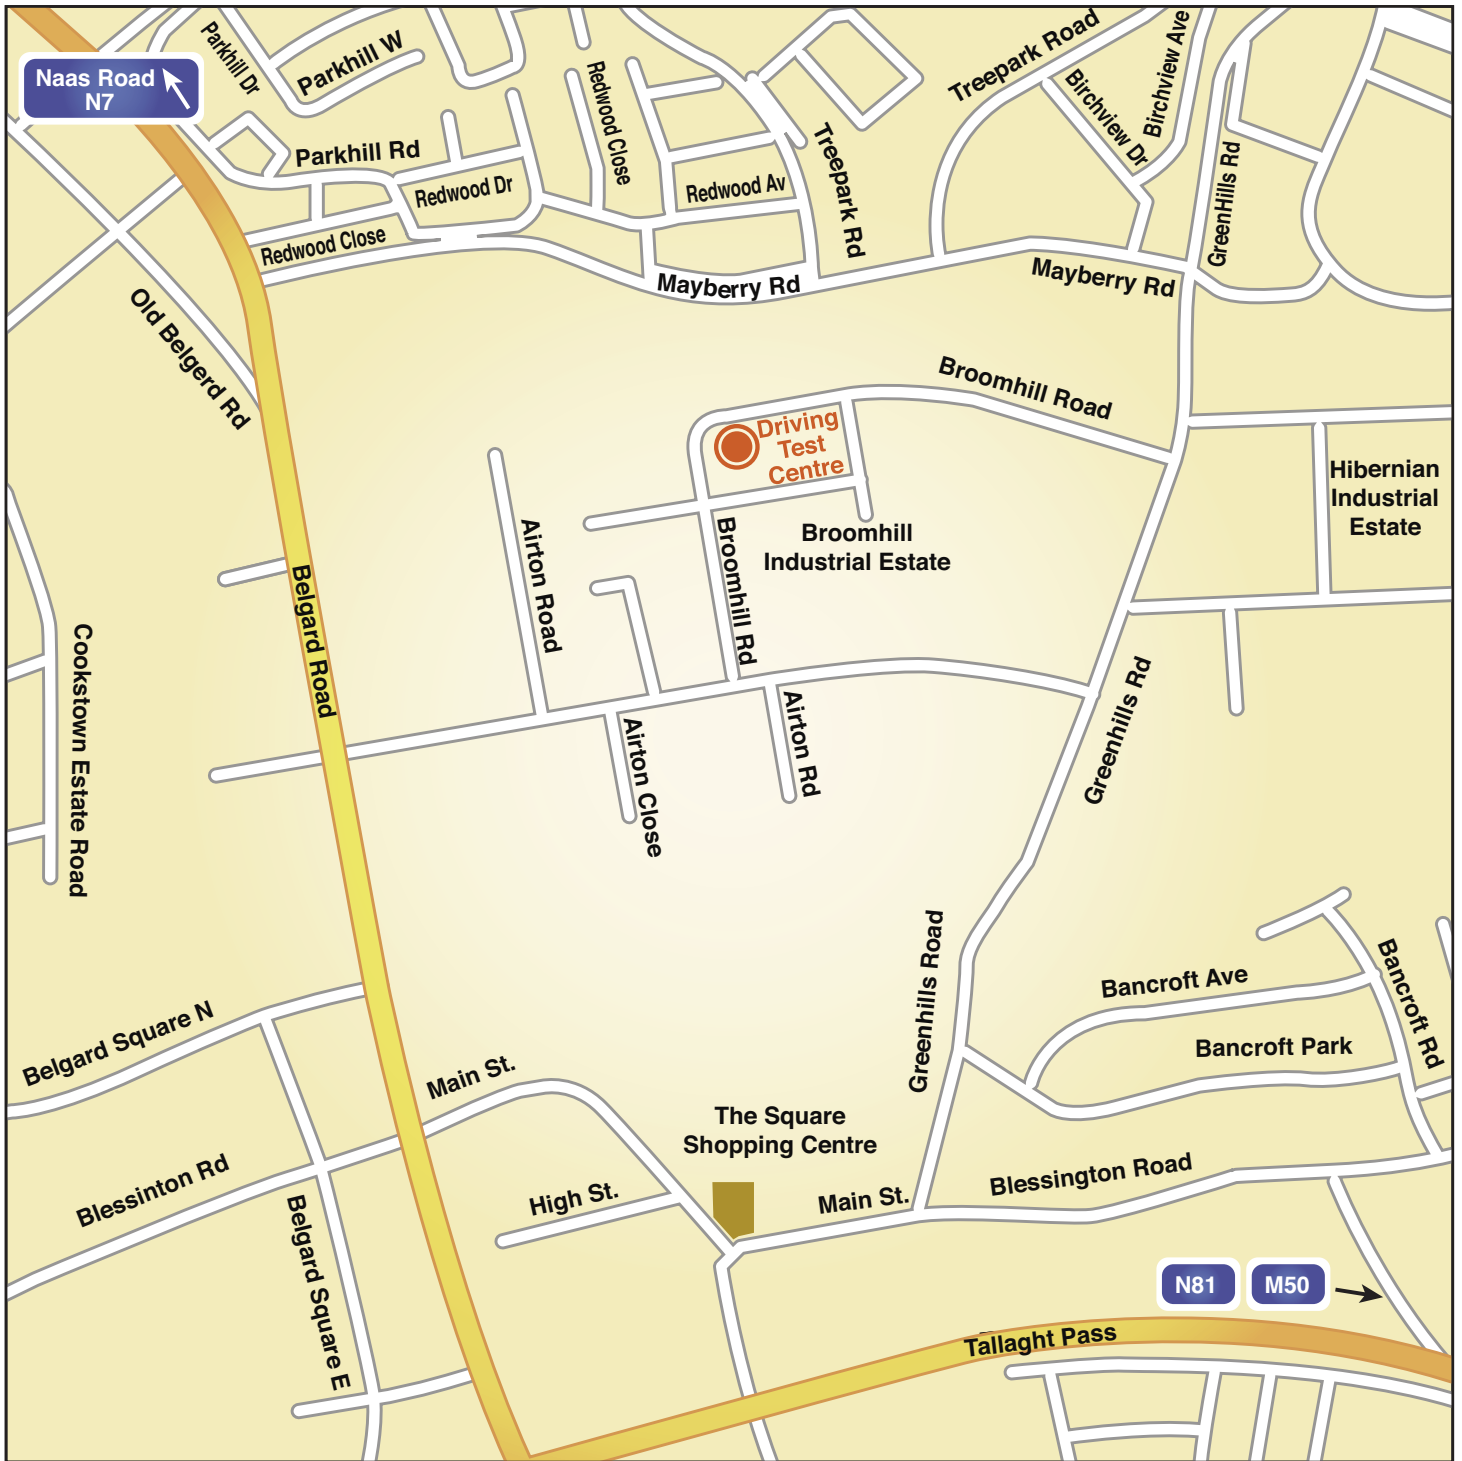 Naas Road
N7
Parkhill Dr
Parkhill W
Redwood Close
Treepark Road
Birchview Ave
Birchview Dr
Parkhill Rd
Redwood Dr
Redwood Av
Treepark Rd
GreenHills Rd
Redwood Close
Mayberry Rd
Mayberry Rd
Old Belgerd Rd
Broomhill Road
Driving
Test
Centre
Hibernian
Industrial
Estate
Airton Road
Broomhill Rd
Broomhill
Industrial Estate
Belgard Road
Cookstown Estate Road
Greenhills Rd
Airton Close
Airton Rd
Greenhills Road
Bancroft Ave
Bancroft Rd
Bancroft Park
Belgard Square N
Main St.
The Square
Shopping Centre
Blessinton Rd
High St.
Main St.
Blessington Road
Belgard Square E
N81
M50
Tallaght Pass